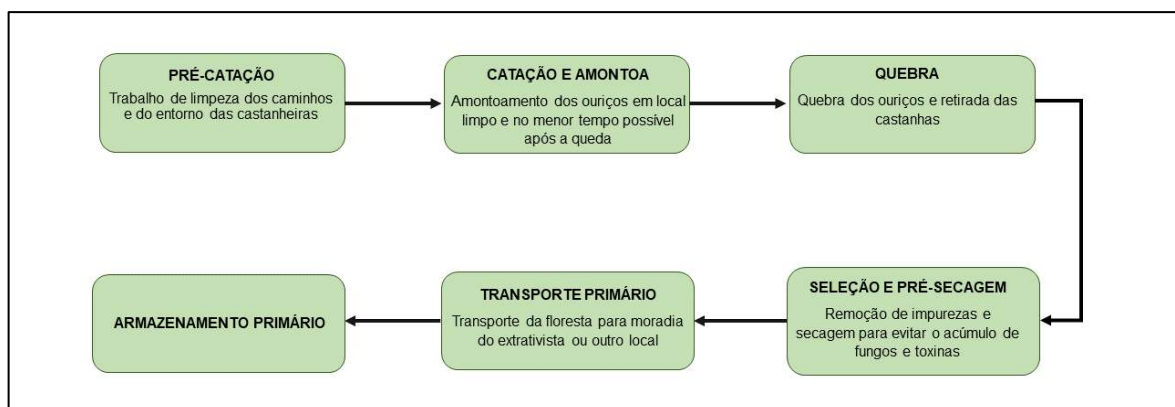 PRÉ-CATAÇÃO
Trabalho de limpeza dos caminhos
e do entorno das castanheiras
CATAÇÃO E AMONTOA
Amontoamento dos ouriços em local
limpo e no menor tempo possível
após a queda
QUEBRA
Quebra dos ouriços e retirada das
castanhas
SELEÇÃO E PRÉ-SECAGEM
Remoção de impurezas e
secagem para evitar o acúmulo de
fungos e toxinas
TRANSPORTE PRIMÁRIO
Transporte da floresta para moradia
do extrativista ou outro local
ARMAZENAMENTO PRIMÁRIO